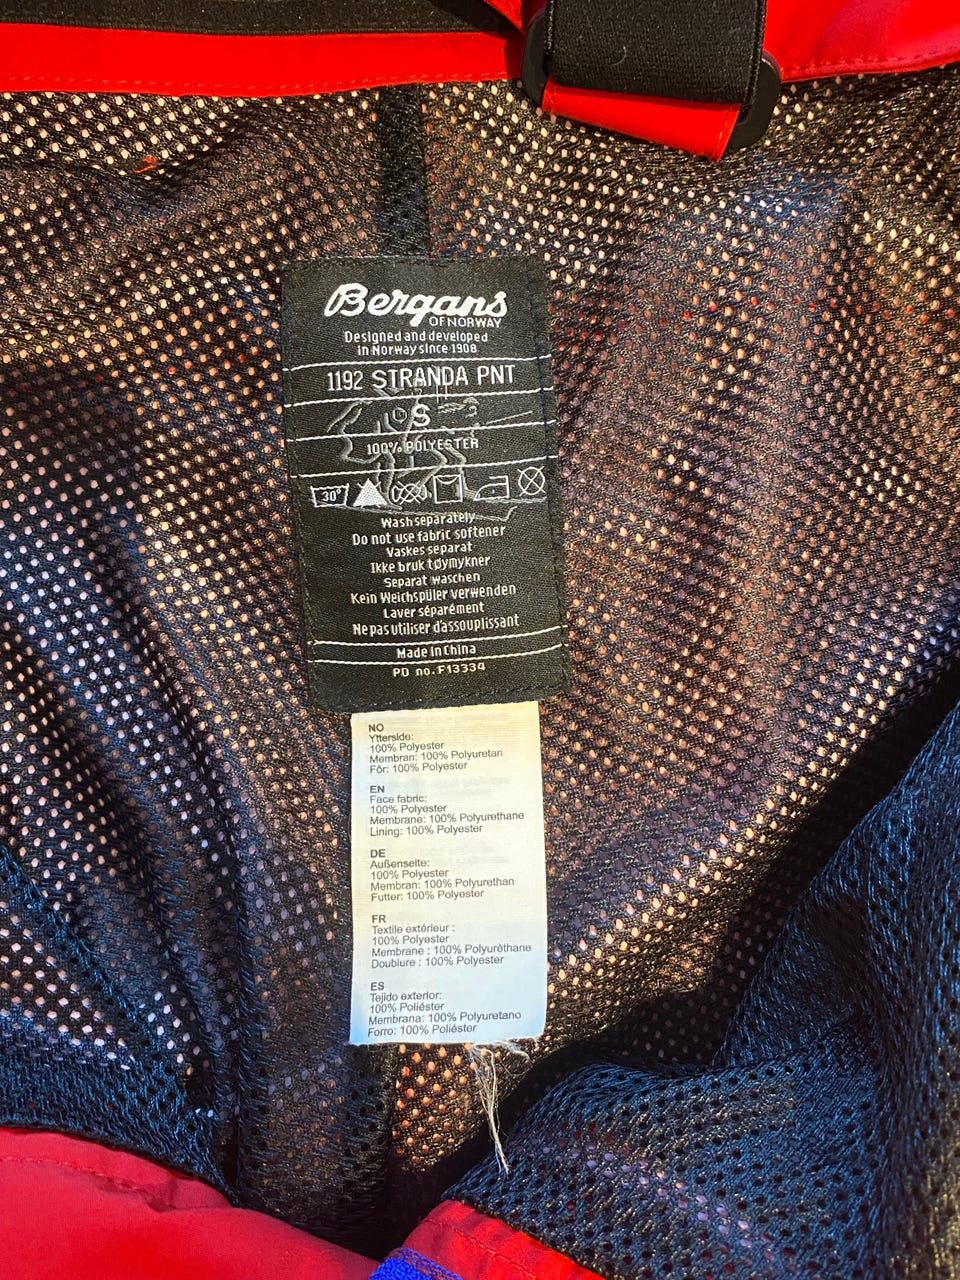 Bergans
OF NORWAY
Designed and developed
in Norway since 1908
1192 STRANDA PNT
S
100% POLYESTER
30°
Wash separately
Do not use fabric softener
Vaskes separat
Ikke bruk tøymykner
Separat waschen
Kein Weichspüler verwenden
Laver séparément
Ne pas utiliser d'assouplissant
Made in China
PO no. F13334
NO
Ytterside:
100% Polyester
Membran: 100% Polyuretan
Fôr: 100% Polyester
EN
Face fabric:
100% Polyester
Membrane: 100% Polyurethane
Lining: 100% Polyester
DE
Außenseite:
100% Polyester
Membran: 100% Polyurethan
Futter: 100% Polyester
FR
Textile extérieur :
100% Polyester
Membrane : 100% Polyurèthane
Doublure : 100% Polyester
ES
Tejido exterior:
100% Poliéster
Membrana: 100% Polyuretano
Forro: 100% Poliéster